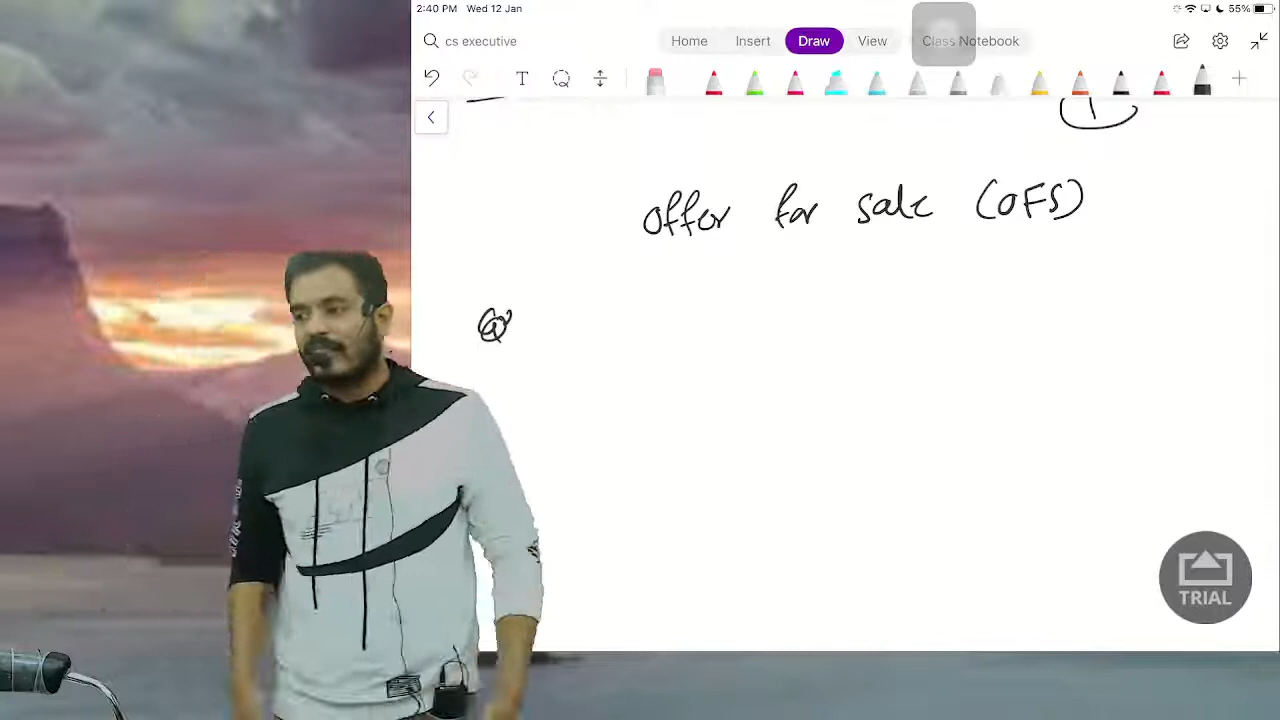 2:40 PM Wed 12 Jan
55%
cs executive
Home Insert Draw View Class Notebook
T
offer for sale (OFS)
TRIAL